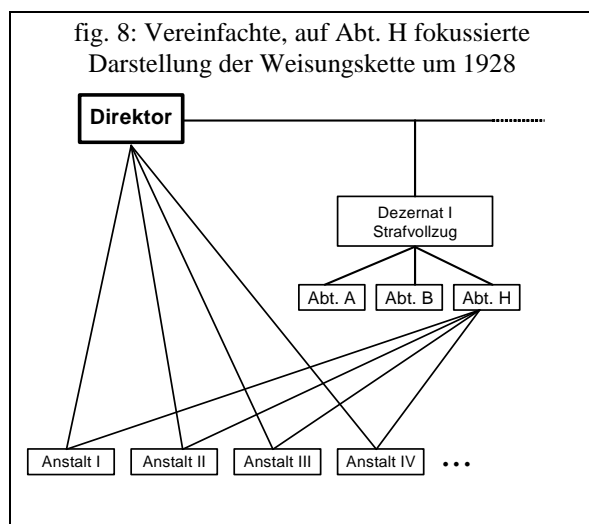 fig. 8: Vereinfachte, auf Abt. H fokussierte
Darstellung der Weisungskette um 1928
Direktor
Dezernat I
Strafvollzug
Abt. A
Abt. B
Abt. H
Anstalt I
Anstalt II
Anstalt III
Anstalt IV
...